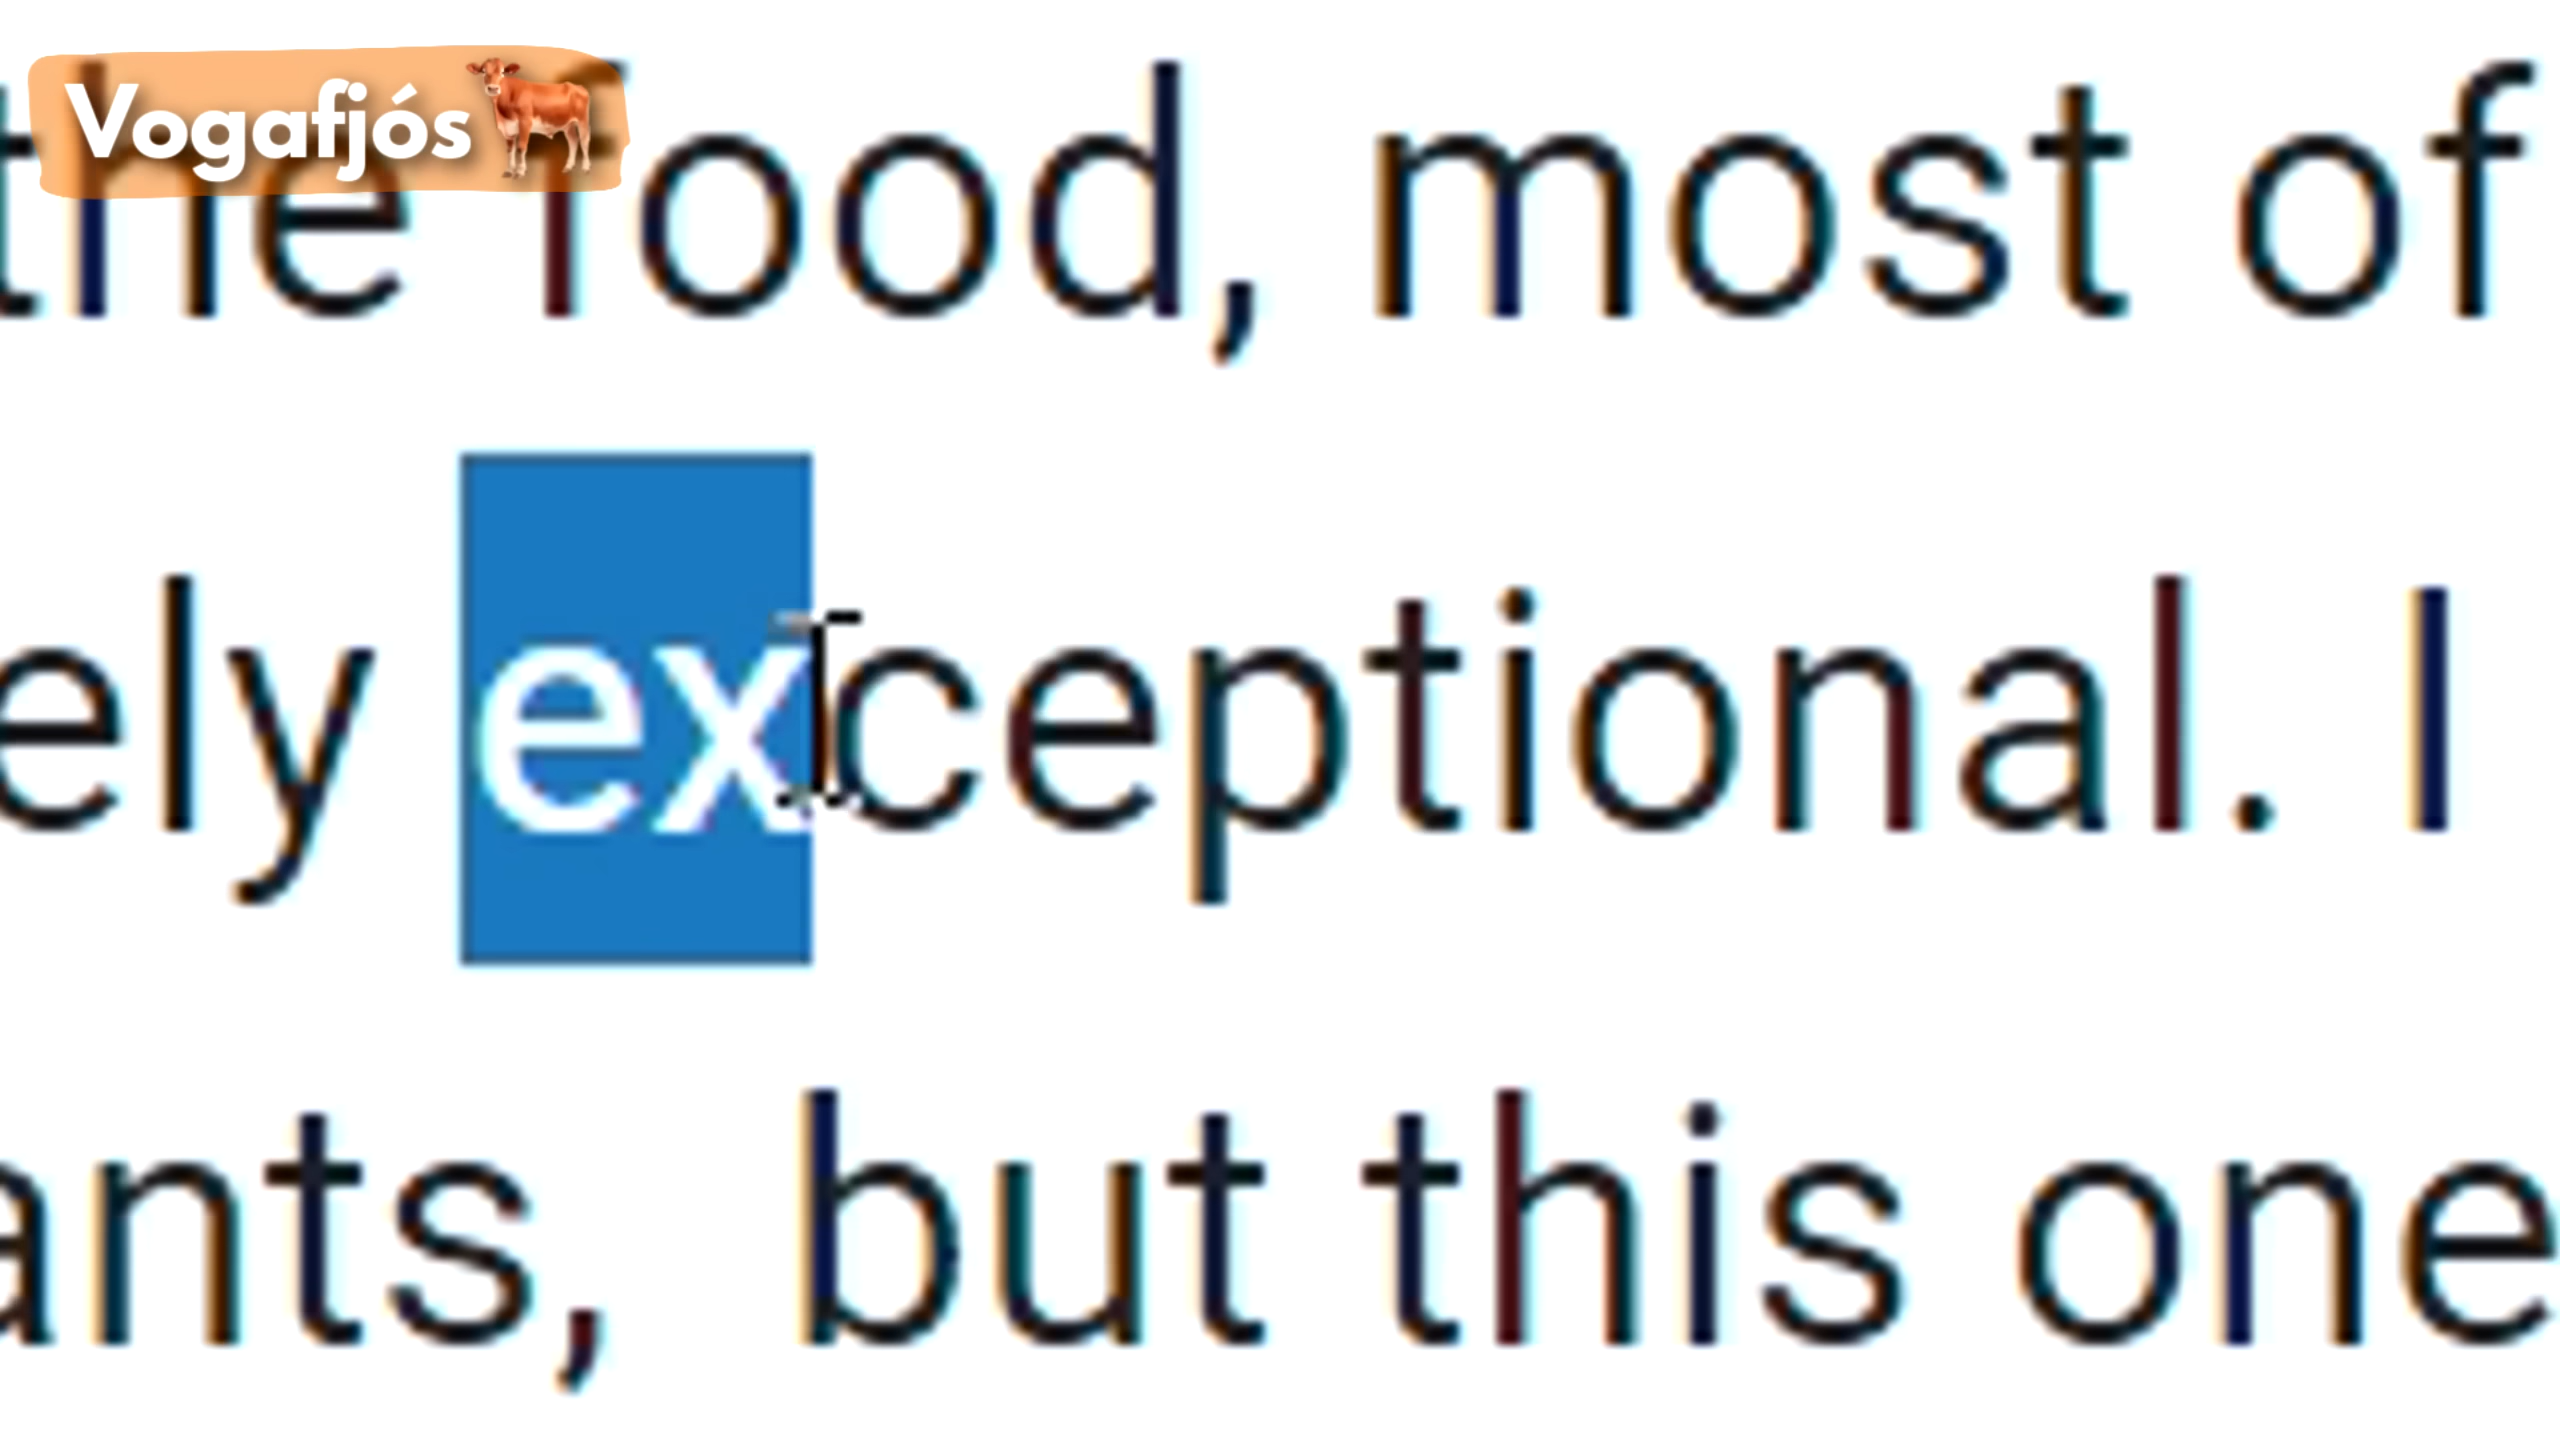 Vogafjós
the food, most of
ely exceptional. I
ants, but this one